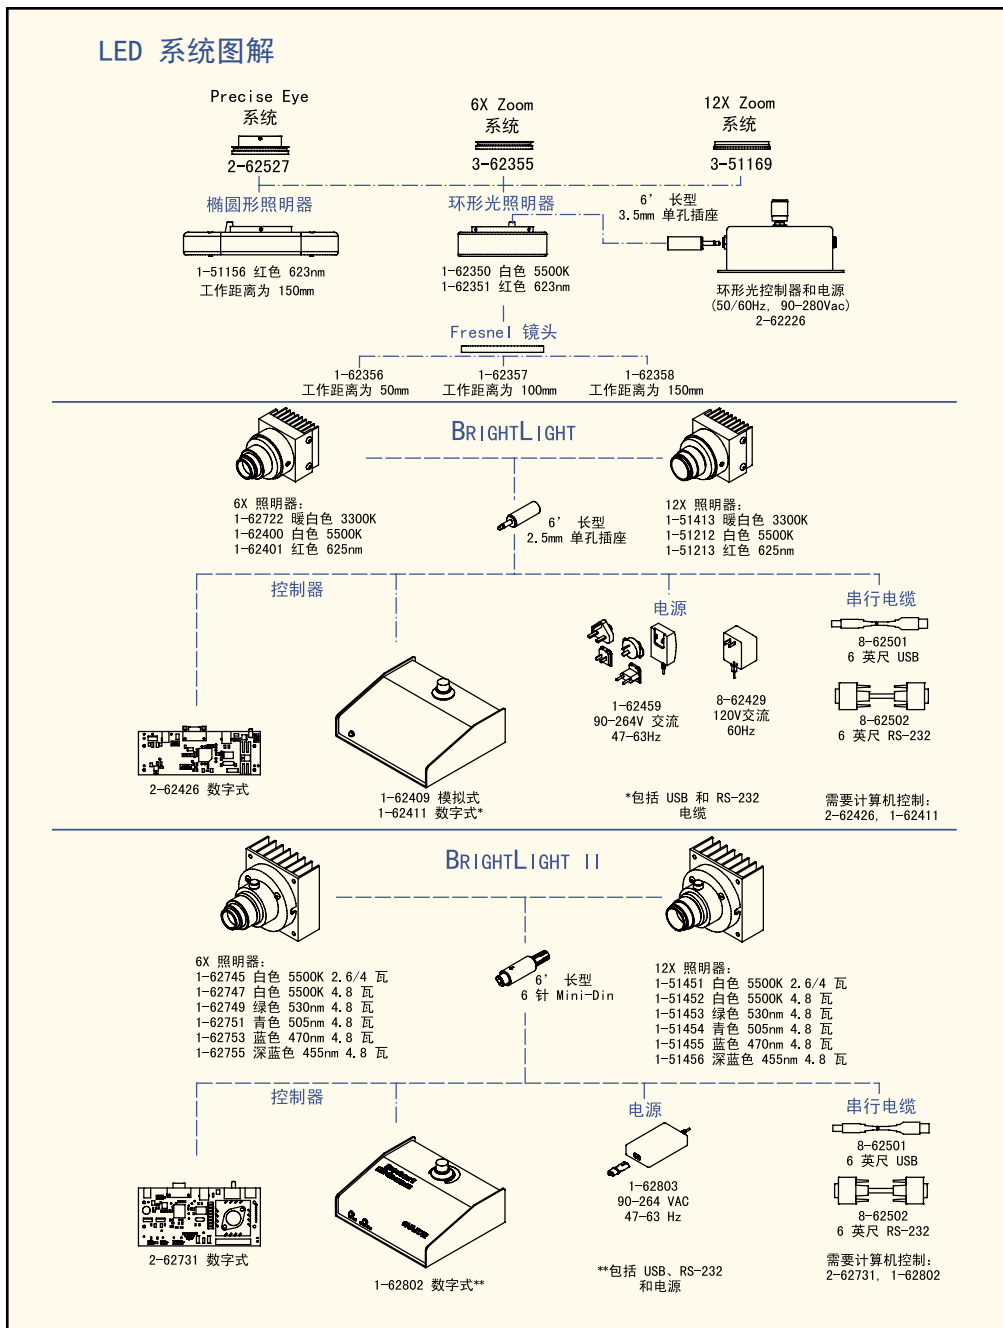 LED 系统图解
Precise Eye
系统
2-62527
6X Zoom
系统
3-62355
12X Zoom
系统
3-51169
椭圆形照明器
1-51156 红色 623nm
工作距离为 150mm
环形光照明器
1-62350 白色 5500K
1-62351 红色 623nm
6’ 长型
3.5mm 单孔插座
环形光控制器和电源
(50/60Hz, 90-280Vac)
2-62226
Fresnel 镜头
1-62356
工作距离为 50mm
1-62357
工作距离为 100mm
1-62358
工作距离为 150mm
BRIGHTLIGHT
6X 照明器:
1-62722 暖白色 3300K
1-62400 白色 5500K
1-62401 红色 625nm
6’ 长型
2.5mm 单孔插座
12X 照明器:
1-51413 暖白色 3300K
1-51212 白色 5500K
1-51213 红色 625nm
控制器
电源
串行电缆
8-62501
6 英尺 USB
8-62502
6 英尺 RS-232
1-62459
90-264V 交流
47-63Hz
8-62429
120V交流
60Hz
2-62426 数字式
1-62409 模拟式
1-62411 数字式*
*包括 USB 和 RS-232
电缆
需要计算机控制:
2-62426, 1-62411
BRIGHTLIGHT II
6X 照明器:
1-62745 白色 5500K 2.6/4 瓦
1-62747 白色 5500K 4.8 瓦
1-62749 绿色 530nm 4.8 瓦
1-62751 青色 505nm 4.8 瓦
1-62753 蓝色 470nm 4.8 瓦
1-62755 深蓝色 455nm 4.8 瓦
6’ 长型
6 针 Mini-Din
12X 照明器:
1-51451 白色 5500K 2.6/4 瓦
1-51452 白色 5500K 4.8 瓦
1-51453 绿色 530nm 4.8 瓦
1-51454 青色 505nm 4.8 瓦
1-51455 蓝色 470nm 4.8 瓦
1-51456 深蓝色 455nm 4.8 瓦
控制器
电源
串行电缆
8-62501
6 英尺 USB
8-62502
6 英尺 RS-232
1-62803
90-264 VAC
47-63 Hz
2-62731 数字式
1-62802 数字式**
**包括 USB、RS-232
和电源
需要计算机控制:
2-62731, 1-62802